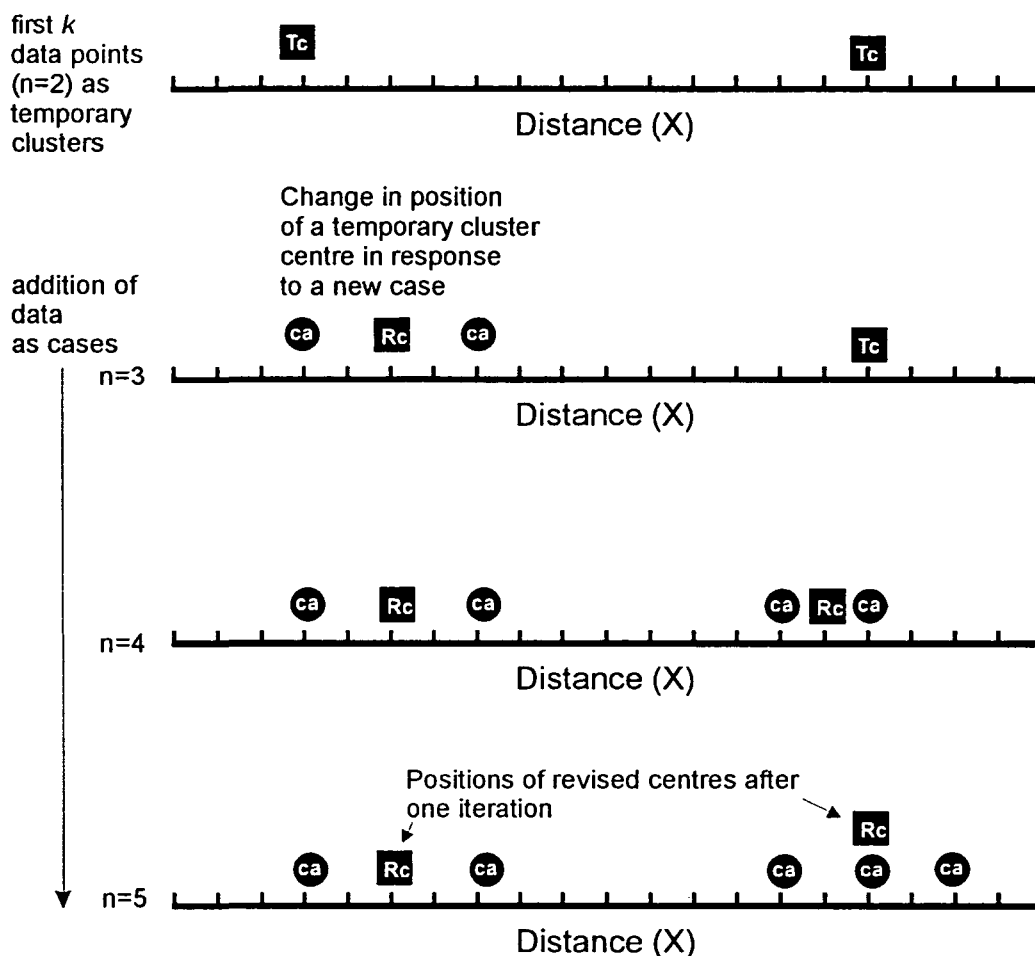 first k
data points
(n=2) as
temporary
clusters
Tc
Tc
Distance (X)
Change in position
of a temporary cluster
centre in response
to a new case
addition of
data
as cases
ca
Rc
ca
Tc
n=3
Distance (X)
ca
Rc
ca
ca
Rc
ca
n=4
Distance (X)
Positions of revised centres after
one iteration
Rc
ca
Rc
ca
ca
ca
ca
n=5
Distance (X)